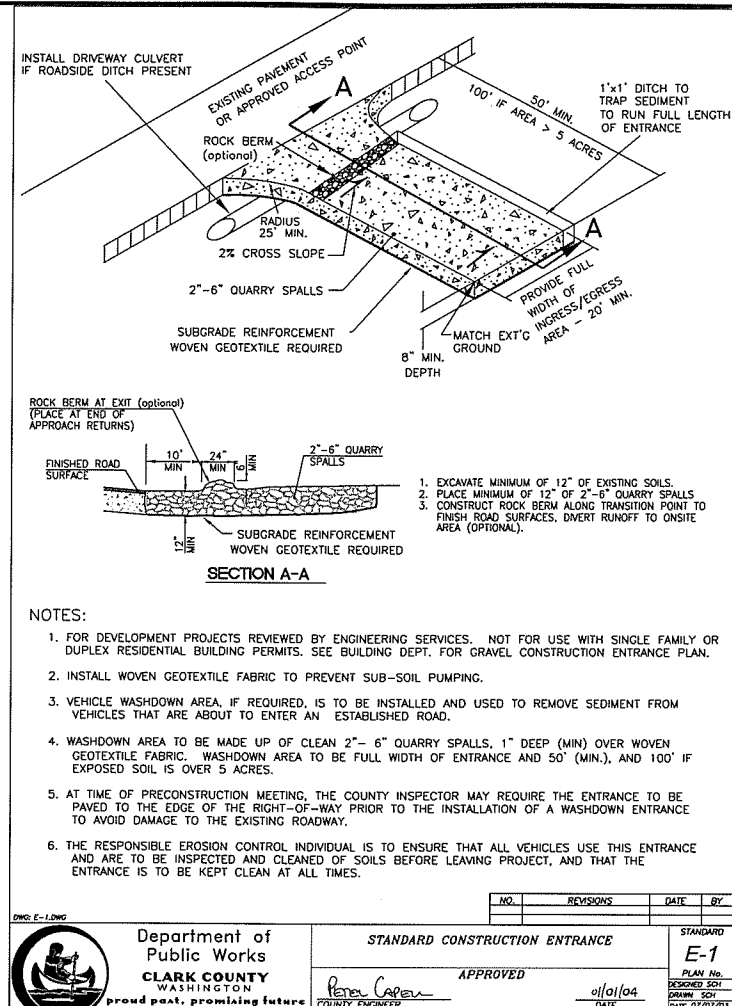 INSTALL DRIVEWAY CULVERT
IF ROADSIDE DITCH PRESENT
EXISTING PAVEMENT
OR APPROVED ACCESS POINT
A
50' MIN.
100' IF AREA > 5 ACRES
1'x1' DITCH TO
TRAP SEDIMENT
TO RUN FULL LENGTH
OF ENTRANCE
ROCK BERM
(optional)
RADIUS
25' MIN.
2% CROSS SLOPE
A
2"-6" QUARRY SPALLS
PROVIDE FULL
WIDTH OF
INGRESS/EGRESS
AREA - 20' MIN.
SUBGRADE REINFORCEMENT
WOVEN GEOTEXTILE REQUIRED
MATCH EXT'G
GROUND
8" MIN.
DEPTH
ROCK BERM AT EXIT (optional)
(PLACE AT END OF
APPROACH RETURNS)
10'
MIN
24"
MIN
6
MIN
2"-6" QUARRY
SPALLS
FINISHED ROAD
SURFACE
12"
MIN
SUBGRADE REINFORCEMENT
WOVEN GEOTEXTILE REQUIRED
SECTION A-A
1. EXCAVATE MINIMUM OF 12" OF EXISTING SOILS.
2. PLACE MINIMUM OF 12" OF 2"-6" QUARRY SPALLS
3. CONSTRUCT ROCK BERM ALONG TRANSITION POINT TO
FINISH ROAD SURFACES, DIVERT RUNOFF TO ONSITE
AREA (OPTIONAL).
NOTES:
1. FOR DEVELOPMENT PROJECTS REVIEWED BY ENGINEERING SERVICES. NOT FOR USE WITH SINGLE FAMILY OR
DUPLEX RESIDENTIAL BUILDING PERMITS. SEE BUILDING DEPT. FOR GRAVEL CONSTRUCTION ENTRANCE PLAN.
2. INSTALL WOVEN GEOTEXTILE FABRIC TO PREVENT SUB-SOIL PUMPING.
3. VEHICLE WASHDOWN AREA, IF REQUIRED, IS TO BE INSTALLED AND USED TO REMOVE SEDIMENT FROM
VEHICLES THAT ARE ABOUT TO ENTER AN ESTABLISHED ROAD.
4. WASHDOWN AREA TO BE MADE UP OF CLEAN 2"- 6" QUARRY SPALLS, 1" DEEP (MIN) OVER WOVEN
GEOTEXTILE FABRIC. WASHDOWN AREA TO BE FULL WIDTH OF ENTRANCE AND 50' (MIN.), AND 100' IF
EXPOSED SOIL IS OVER 5 ACRES.
5. AT TIME OF PRECONSTRUCTION MEETING, THE COUNTY INSPECTOR MAY REQUIRE THE ENTRANCE TO BE
PAVED TO THE EDGE OF THE RIGHT-OF-WAY PRIOR TO THE INSTALLATION OF A WASHDOWN ENTRANCE
TO AVOID DAMAGE TO THE EXISTING ROADWAY.
6. THE RESPONSIBLE EROSION CONTROL INDIVIDUAL IS TO ENSURE THAT ALL VEHICLES USE THIS ENTRANCE
AND ARE TO BE INSPECTED AND CLEANED OF SOILS BEFORE LEAVING PROJECT, AND THAT THE
ENTRANCE IS TO BE KEPT CLEAN AT ALL TIMES.
NO. REVISIONS DATE BY
DWG: E-1.DWG
Department of
Public Works
CLARK COUNTY
WASHINGTON
proud past, promising future
STANDARD CONSTRUCTION ENTRANCE
APPROVED
Peter Capell
COUNTY ENGINEER
01/01/04
DATE
STANDARD
E-1
PLAN No.
DESIGNED SCH
DRAWN SCH